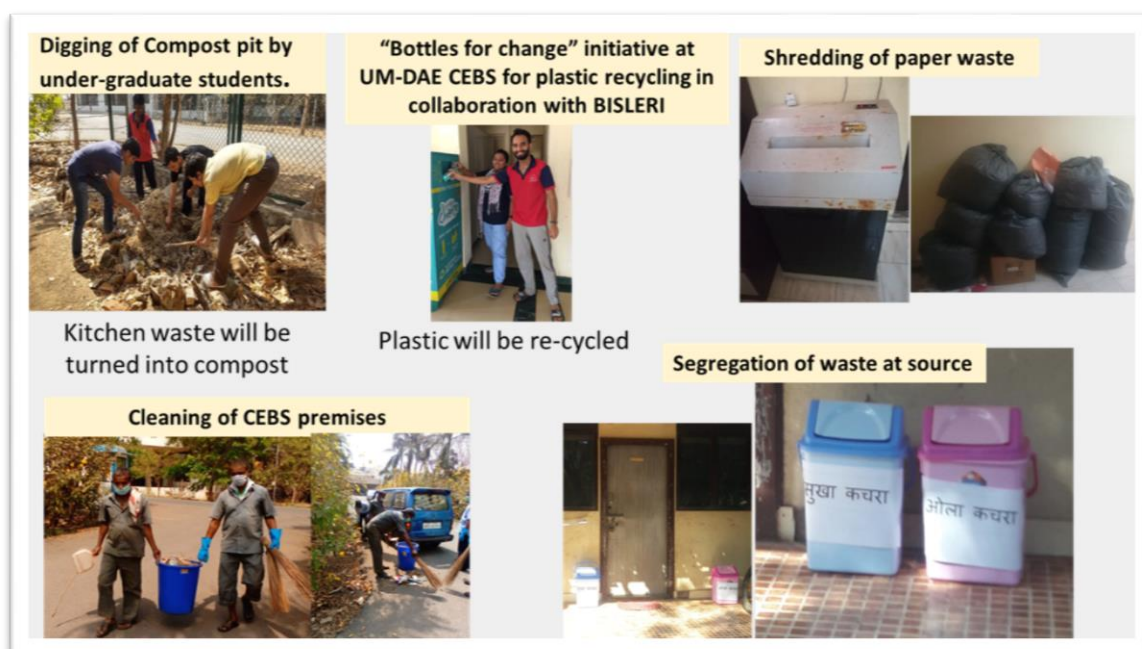 Digging of Compost pit by
under-graduate students.
Kitchen waste will be
turned into compost
“Bottles for change” initiative at
UM-DAE CEBS for plastic recycling in
collaboration with BISLERI
Plastic will be re-cycled
Shredding of paper waste
Cleaning of CEBS premises
Segregation of waste at source
सुखा कचरा
ओला कचरा